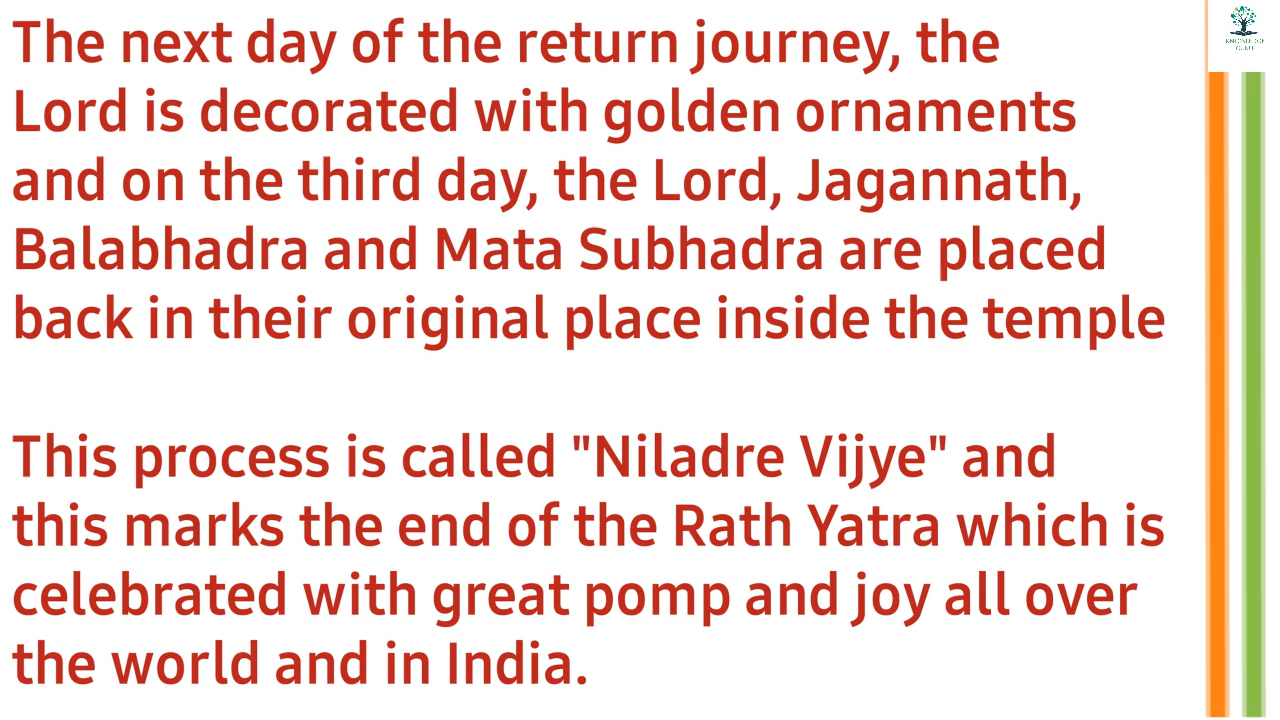 The next day of the return journey, the
Lord is decorated with golden ornaments
and on the third day, the Lord, Jagannath,
Balabhadra and Mata Subhadra are placed
back in their original place inside the temple
This process is called "Niladre Vijye" and
this marks the end of the Rath Yatra which is
celebrated with great pomp and joy all over
the world and in India.